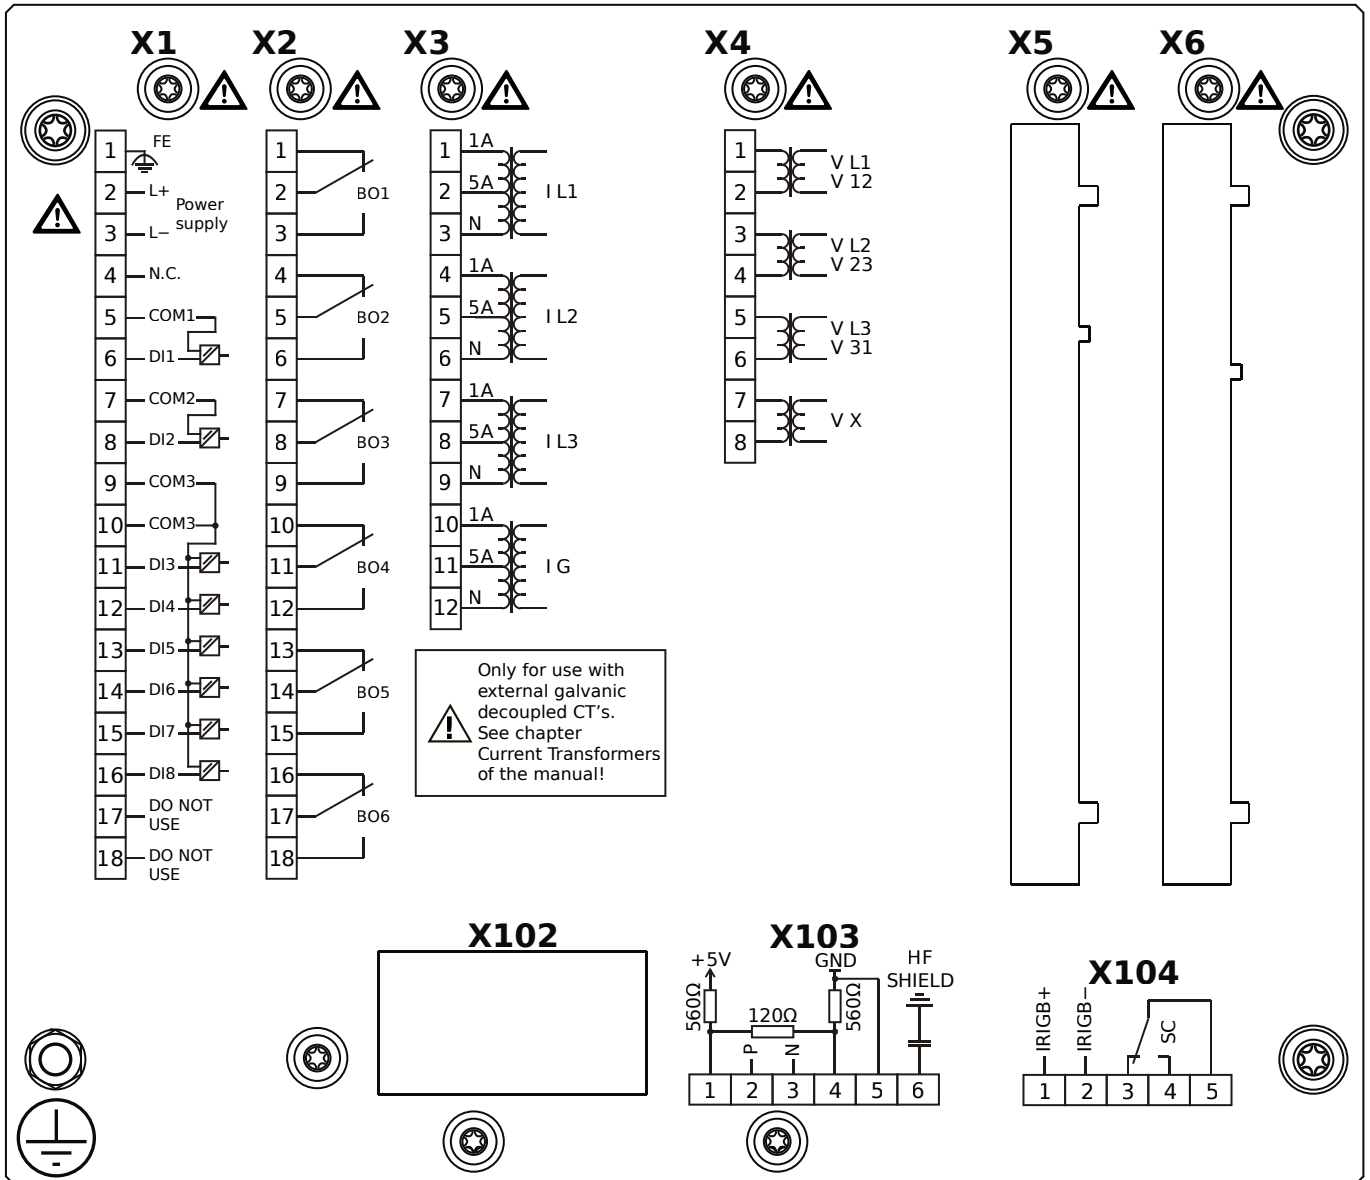 X1
X2
X3
X4
X5
X6
1 FE
2 L+
Power
supply
3 L−
4 N.C.
5 COM1
6 DI1
7 COM2
8 DI2
9 COM3
10 COM3
11 DI3
12 DI4
13 DI5
14 DI6
15 DI7
16 DI8
17 DO NOT
USE
18 DO NOT
USE
1
2 BO1
3
4
5 BO2
6
7
8 BO3
9
10
11 BO4
12
13
14 BO5
15
16
17 BO6
18
1 1A
2 5A I L1
3 N
4 1A
5 5A I L2
6 N
7 1A
8 5A I L3
9 N
10 1A
11 5A I G
12 N
Only for use with
external galvanic
decoupled CT's.
See chapter
Current Transformers
of the manual!
1 V L1
2 V 12
3 V L2
4 V 23
5 V L3
6 V 31
7
V X
8
X102
X103
+5V
GND
HF
SHIELD
560Ω
120Ω
560Ω
P
N
1 2 3 4 5 6
X104
IRIGB+
IRIGB−
SC
1 2 3 4 5